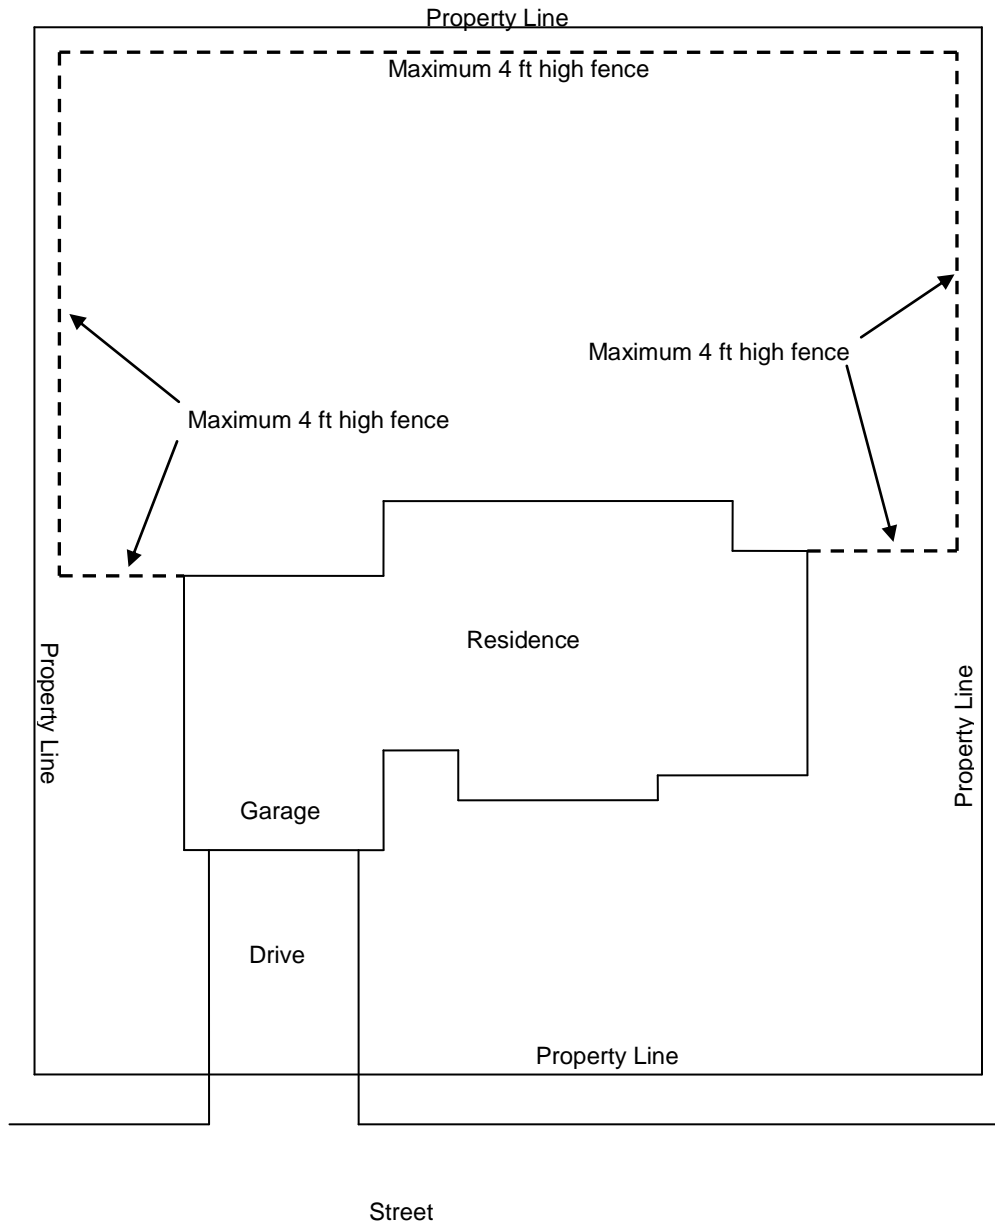 Property Line
Maximum 4 ft high fence
Maximum 4 ft high fence
Maximum 4 ft high fence
Residence
Property Line
Property Line
Garage
Drive
Property Line
Street